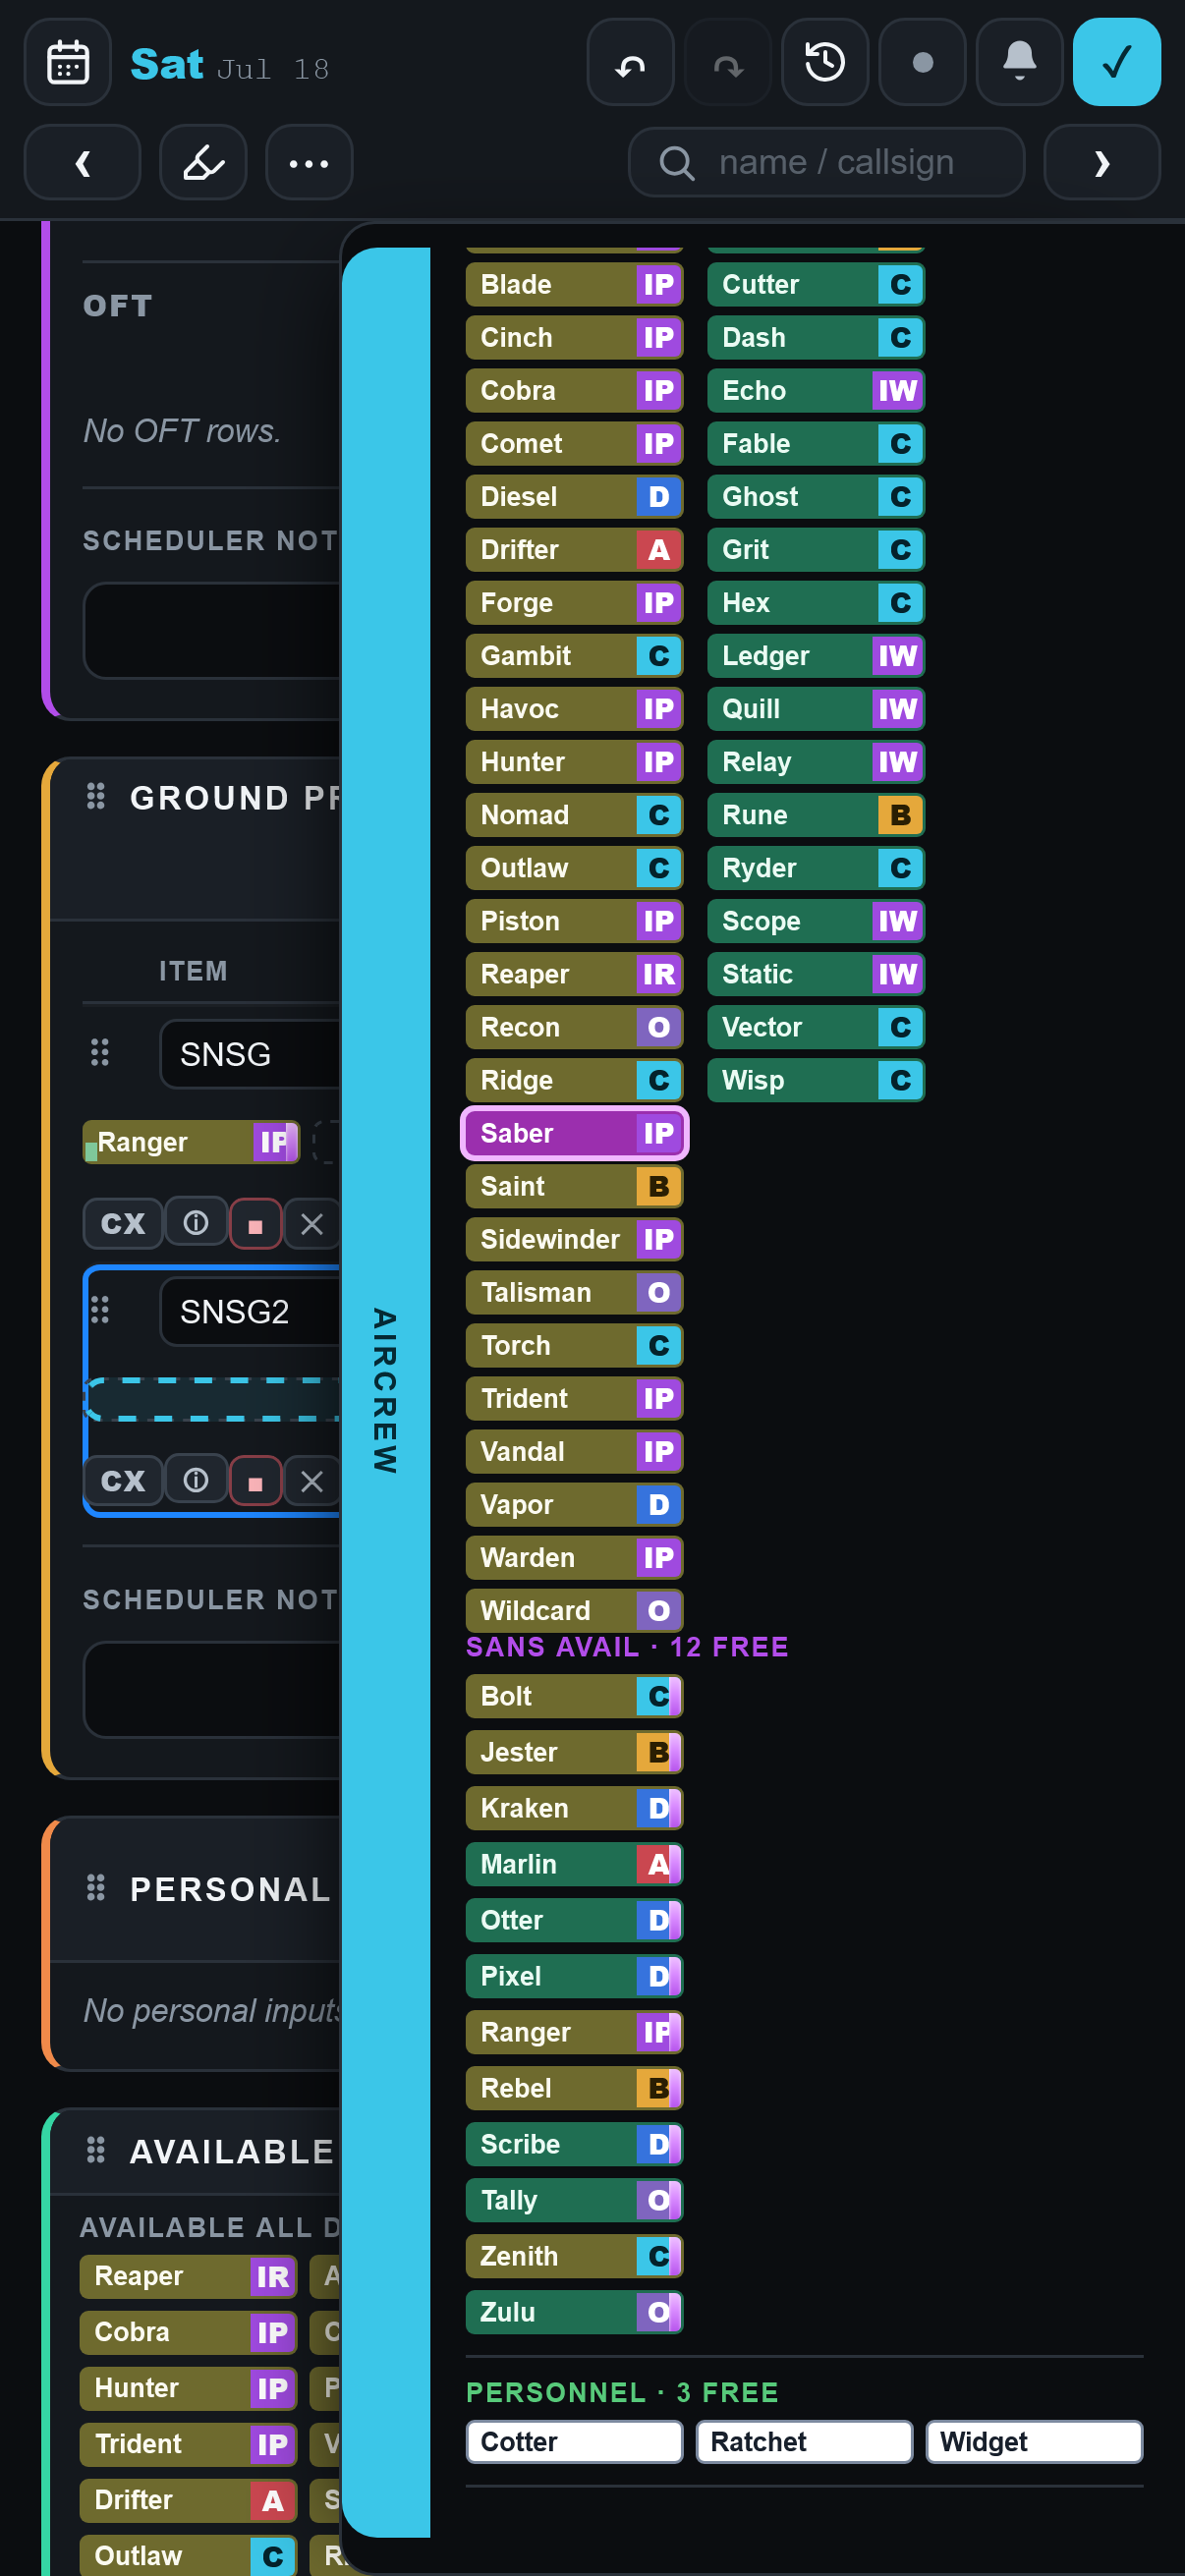 Sat Jul 18
name / callsign
OFT
No OFT rows.
SCHEDULER NOT
GROUND PR
ITEM
SNSG
Ranger IP
CX
SNSG2
CX
SCHEDULER NOT
PERSONAL
No personal inputs
AVAILABLE
AVAILABLE ALL D
Reaper IR A
Cobra IP C
Hunter IP P
Trident IP V
Drifter A S
Outlaw C R
AIRCREW
Blade IP Cutter C
Cinch IP Dash C
Cobra IP Echo IW
Comet IP Fable C
Diesel D Ghost C
Drifter A Grit C
Forge IP Hex C
Gambit C Ledger IW
Havoc IP Quill IW
Hunter IP Relay IW
Nomad C Rune B
Outlaw C Ryder C
Piston IP Scope IW
Reaper IR Static IW
Recon O Vector C
Ridge C Wisp C
Saber IP
Saint B
Sidewinder IP
Talisman O
Torch C
Trident IP
Vandal IP
Vapor D
Warden IP
Wildcard O
SANS AVAIL · 12 FREE
Bolt C
Jester B
Kraken D
Marlin A
Otter D
Pixel D
Ranger IP
Rebel B
Scribe D
Tally O
Zenith C
Zulu O
PERSONNEL · 3 FREE
Cotter Ratchet Widget